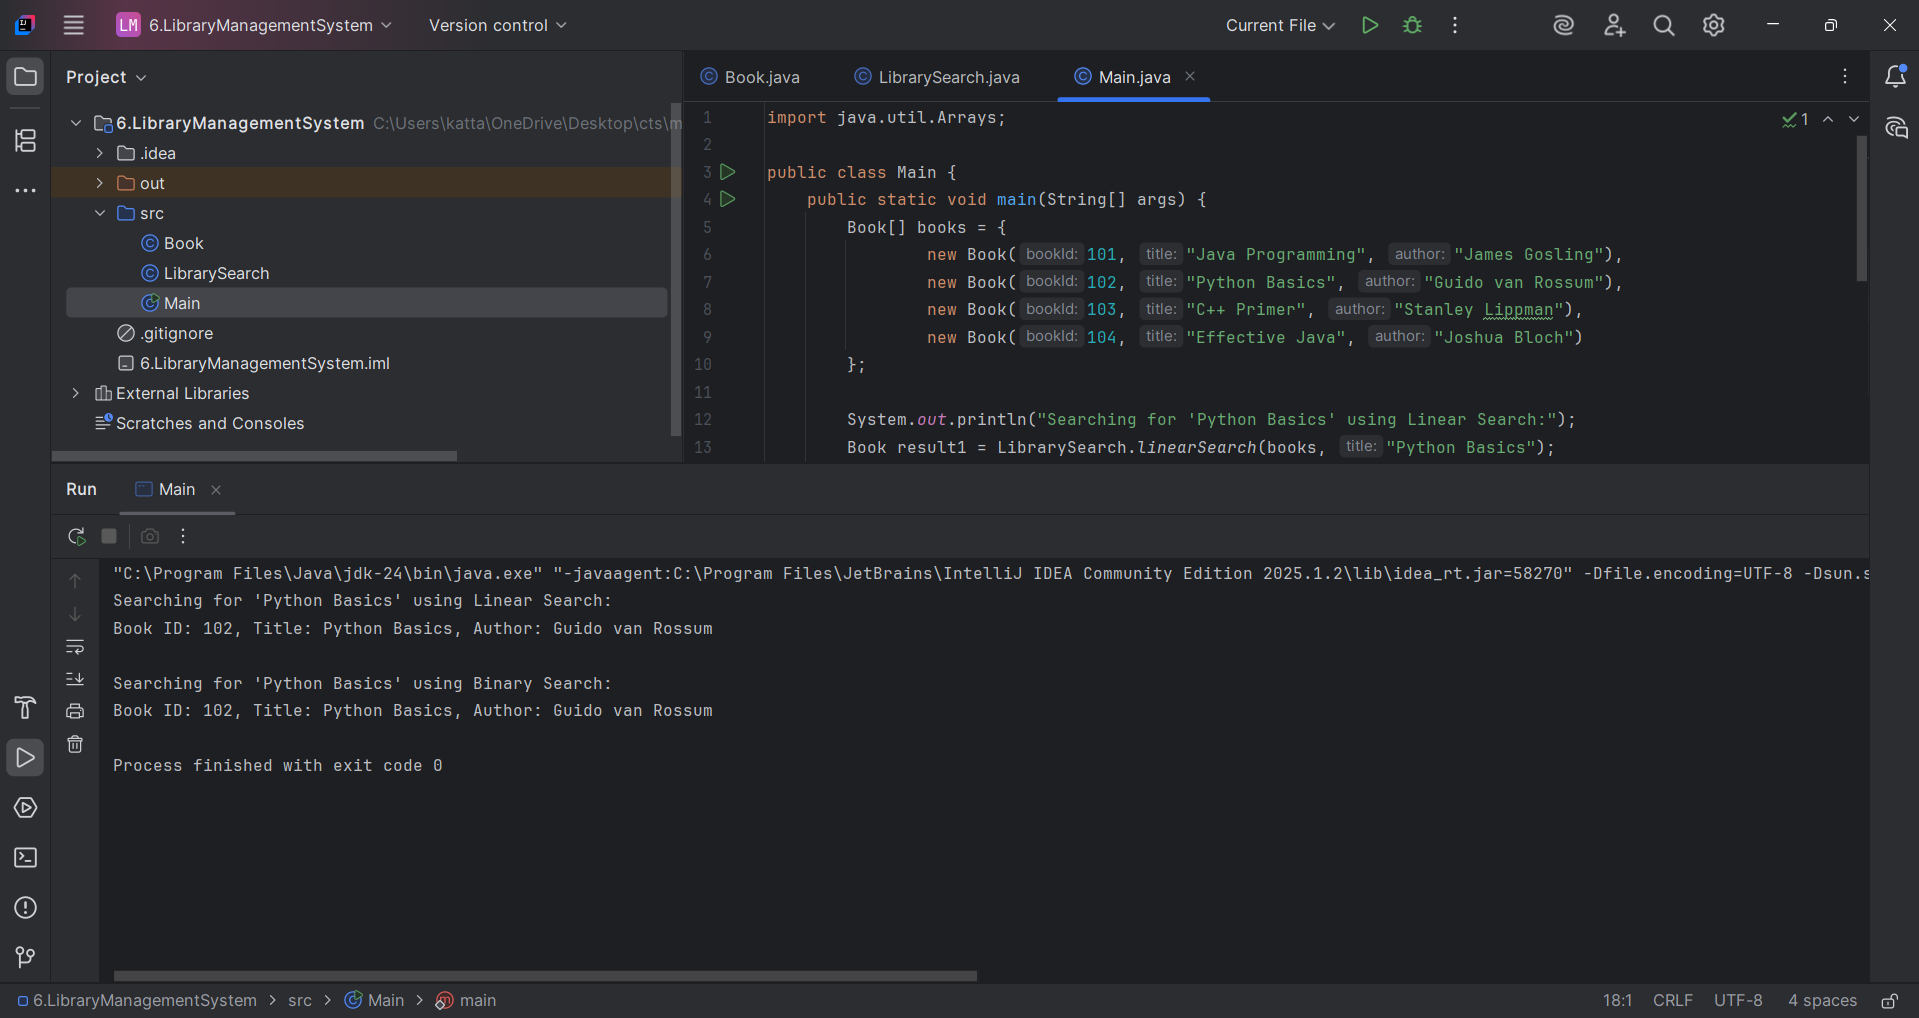 LM 6.LibraryManagementSystem Version control Current File
Project
6.LibraryManagementSystem C:\Users\katta\OneDrive\Desktop\cts\m
.idea
out
src
Book
LibrarySearch
Main
.gitignore
6.LibraryManagementSystem.iml
External Libraries
Scratches and Consoles
Book.java LibrarySearch.java Main.java
1 import java.util.Arrays;
2
3 public class Main {
4 public static void main(String[] args) {
5 Book[] books = {
6 new Book( bookId: 101, title: "Java Programming", author: "James Gosling"),
7 new Book( bookId: 102, title: "Python Basics", author: "Guido van Rossum"),
8 new Book( bookId: 103, title: "C++ Primer", author: "Stanley Lippman"),
9 new Book( bookId: 104, title: "Effective Java", author: "Joshua Bloch")
10 };
11
12 System.out.println("Searching for 'Python Basics' using Linear Search:");
13 Book result1 = LibrarySearch.linearSearch(books, title: "Python Basics");
1
Run Main
"C:\Program Files\Java\jdk-24\bin\java.exe" "-javaagent:C:\Program Files\JetBrains\IntelliJ IDEA Community Edition 2025.1.2\lib\idea_rt.jar=58270" -Dfile.encoding=UTF-8 -Dsun.s
Searching for 'Python Basics' using Linear Search:
Book ID: 102, Title: Python Basics, Author: Guido van Rossum
Searching for 'Python Basics' using Binary Search:
Book ID: 102, Title: Python Basics, Author: Guido van Rossum
Process finished with exit code 0
6.LibraryManagementSystem > src > Main > main 18:1 CRLF UTF-8 4 spaces